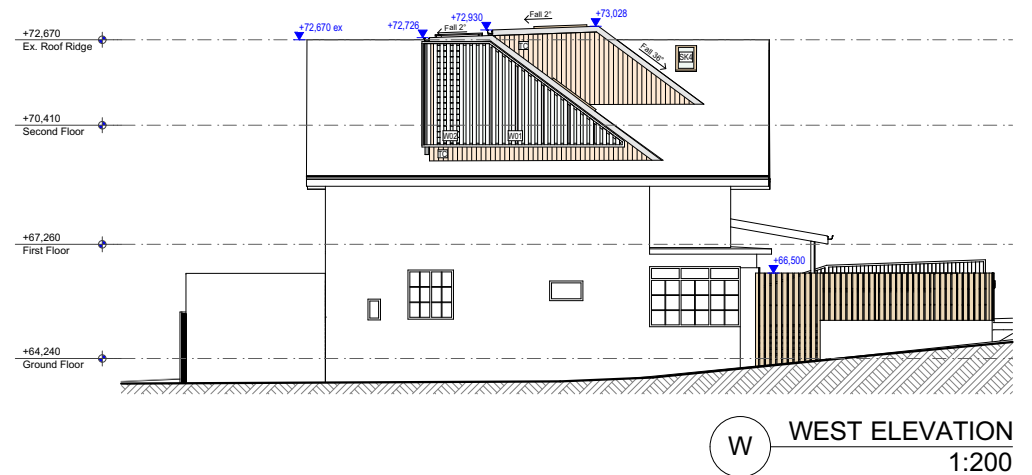 +72,670 ex
+72,726
+72,930
+73,028
Fall 2°
Fall 2°
Fall 36°
SK4
+72,670
Ex. Roof Ridge
+70,410
Second Floor
W02
W01
+67,260
First Floor
+66,500
+64,240
Ground Floor
W
WEST ELEVATION
1:200